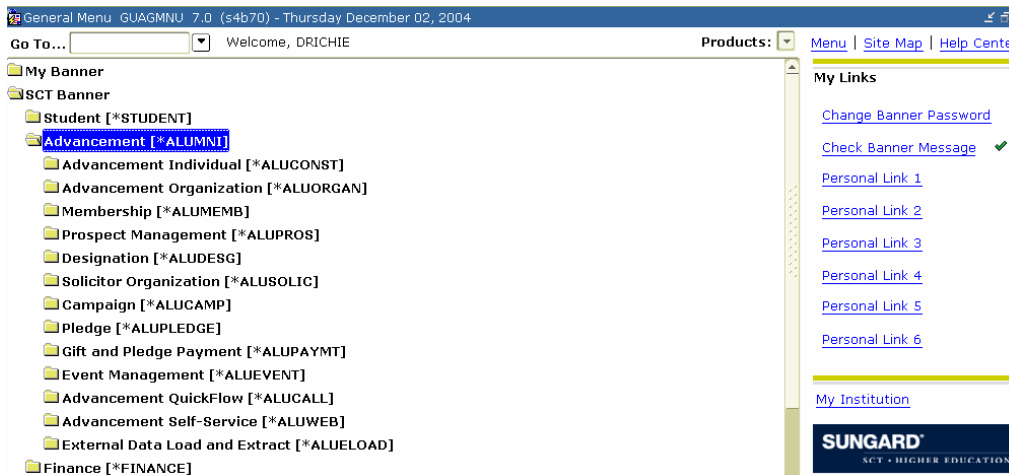 General Menu GUAGMNU 7.0 (s4b70) - Thursday December 02, 2004
Go To... Welcome, DRICHIE Products: Menu | Site Map | Help Cente
My Banner
SCT Banner
Student [*STUDENT]
Advancement [*ALUMNI]
Advancement Individual [*ALUCONST]
Advancement Organization [*ALUORGAN]
Membership [*ALUMEMB]
Prospect Management [*ALUPROS]
Designation [*ALUDESG]
Solicitor Organization [*ALUSOLIC]
Campaign [*ALUCAMP]
Pledge [*ALUPLEDGE]
Gift and Pledge Payment [*ALUPAYMT]
Event Management [*ALUEVENT]
Advancement QuickFlow [*ALUCALL]
Advancement Self-Service [*ALUWEB]
External Data Load and Extract [*ALUELOAD]
Finance [*FINANCE]
My Links
Change Banner Password
Check Banner Message
Personal Link 1
Personal Link 2
Personal Link 3
Personal Link 4
Personal Link 5
Personal Link 6
My Institution
SUNGARD®
SCT • HIGHER EDUCATION